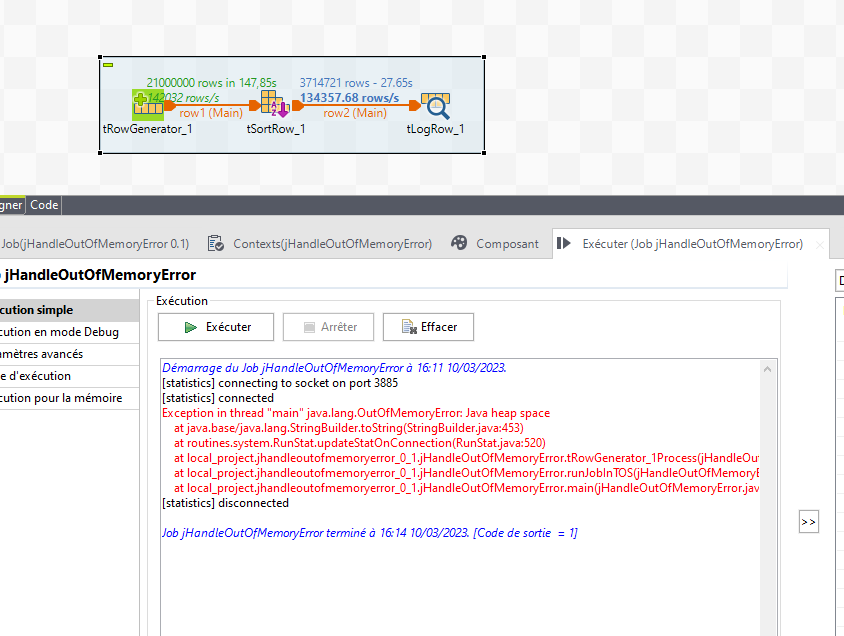 21000000 rows in 147,85s
3714721 rows - 27.65s
142032 rows/s
134357.68 rows/s
row1 (Main)
row2 (Main)
tRowGenerator_1
tSortRow_1
tLogRow_1
gner
Code
Job(jHandleOutOfMemoryError 0.1)
Contexts(jHandleOutOfMemoryError)
Composant
Exécuter (Job jHandleOutOfMemoryError)
jHandleOutOfMemoryError
cution simple
cution en mode Debug
mètres avancés
e d'exécution
cution pour la mémoire
Exécution
Exécuter
Arrêter
Effacer
Démarrage du Job jHandleOutOfMemoryError à 16:11 10/03/2023.
[statistics] connecting to socket on port 3885
[statistics] connected
Exception in thread "main" java.lang.OutOfMemoryError: Java heap space
at java.base/java.lang.StringBuilder.toString(StringBuilder.java:453)
at routines.system.RunStat.updateStatOnConnection(RunStat.java:520)
at local_project.jhandleoutofmemoryerror_0_1.jHandleOutOfMemoryError.tRowGenerator_1Process(jHandleOu
at local_project.jhandleoutofmemoryerror_0_1.jHandleOutOfMemoryError.runJobInTOS(jHandleOutOfMemoryE
at local_project.jhandleoutofmemoryerror_0_1.jHandleOutOfMemoryError.main(jHandleOutOfMemoryError.jav
[statistics] disconnected
Job jHandleOutOfMemoryError terminé à 16:14 10/03/2023. [Code de sortie = 1]
>>